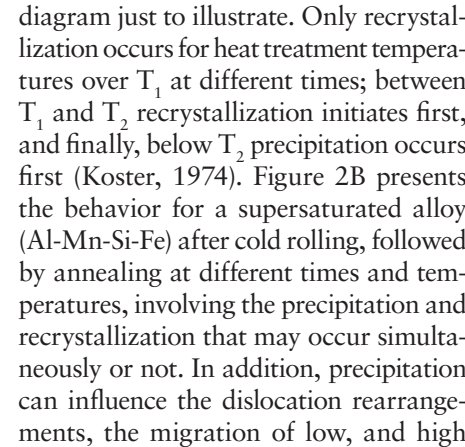 diagram just to illustrate. Only recrystal-
lization occurs for heat treatment tempera-
tures over T1 at different times; between
T1 and T2 recrystallization initiates first,
and finally, below T2 precipitation occurs
first (Koster, 1974). Figure 2B presents
the behavior for a supersaturated alloy
(Al-Mn-Si-Fe) after cold rolling, followed
by annealing at different times and tem-
peratures, involving the precipitation and
recrystallization that may occur simulta-
neously or not. In addition, precipitation
can influence the dislocation rearrange-
ments, the migration of low, and high